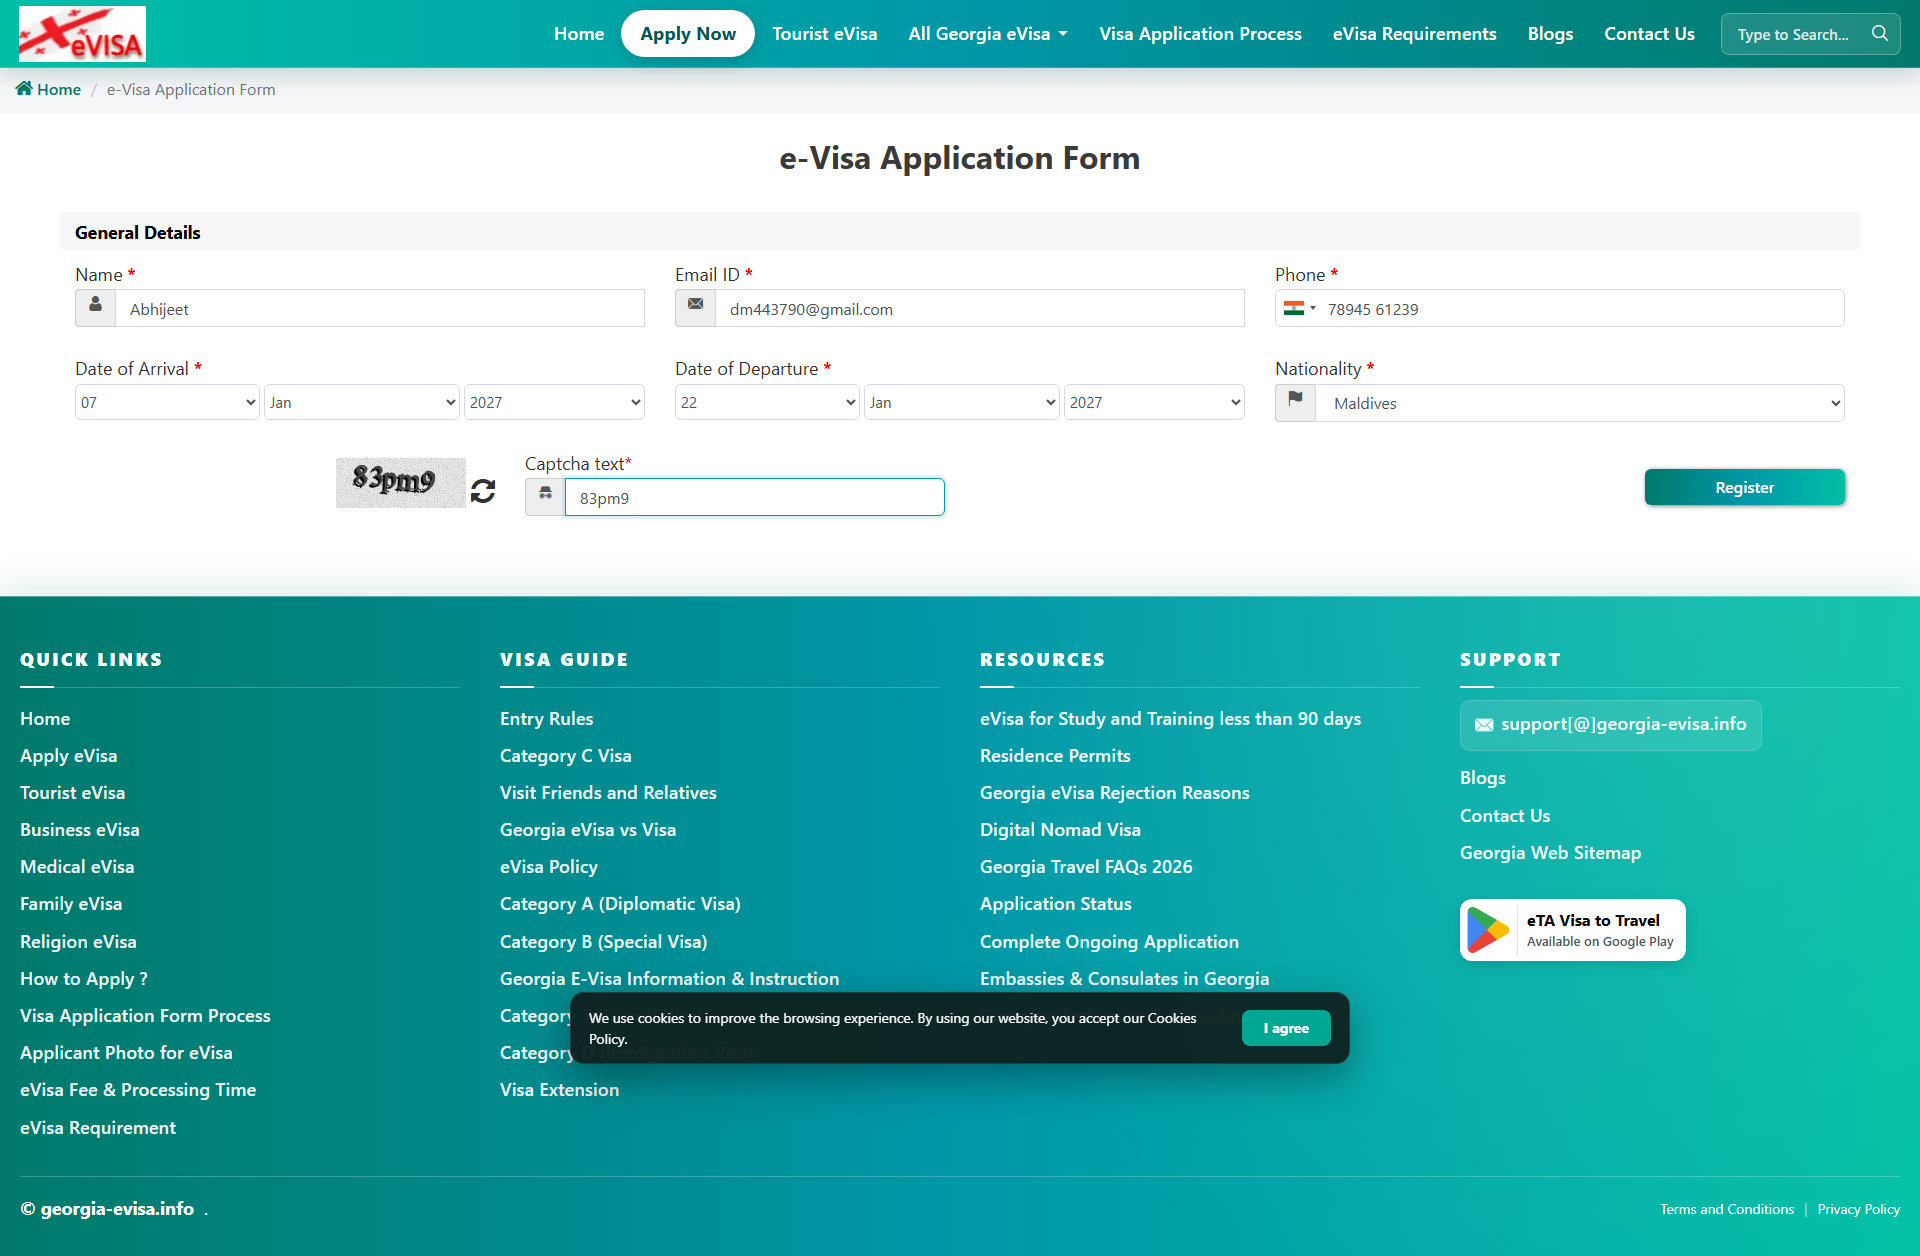 eVISA
Home
Apply Now
Tourist eVisa
All Georgia eVisa
Visa Application Process
eVisa Requirements
Blogs
Contact Us
Type to Search...
Home / e-Visa Application Form
e-Visa Application Form
General Details
Name *
Abhijeet
Email ID *
dm443790@gmail.com
Phone *
78945 61239
Date of Arrival *
07 Jan 2027
Date of Departure *
22 Jan 2027
Nationality *
Maldives
83pm9
Captcha text*
83pm9
Register
QUICK LINKS
Home
Apply eVisa
Tourist eVisa
Business eVisa
Medical eVisa
Family eVisa
Religion eVisa
How to Apply ?
Visa Application Form Process
Applicant Photo for eVisa
eVisa Fee & Processing Time
eVisa Requirement
VISA GUIDE
Entry Rules
Category C Visa
Visit Friends and Relatives
Georgia eVisa vs Visa
eVisa Policy
Category A (Diplomatic Visa)
Category B (Special Visa)
Georgia E-Visa Information & Instruction
Category
Category D (Immigration Visa)
Visa Extension
RESOURCES
eVisa for Study and Training less than 90 days
Residence Permits
Georgia eVisa Rejection Reasons
Digital Nomad Visa
Georgia Travel FAQs 2026
Application Status
Complete Ongoing Application
Embassies & Consulates in Georgia
SUPPORT
support[@]georgia-evisa.info
Blogs
Contact Us
Georgia Web Sitemap
eTA Visa to Travel
Available on Google Play
We use cookies to improve the browsing experience. By using our website, you accept our Cookies
Policy.
I agree
© georgia-evisa.info .
Terms and Conditions | Privacy Policy